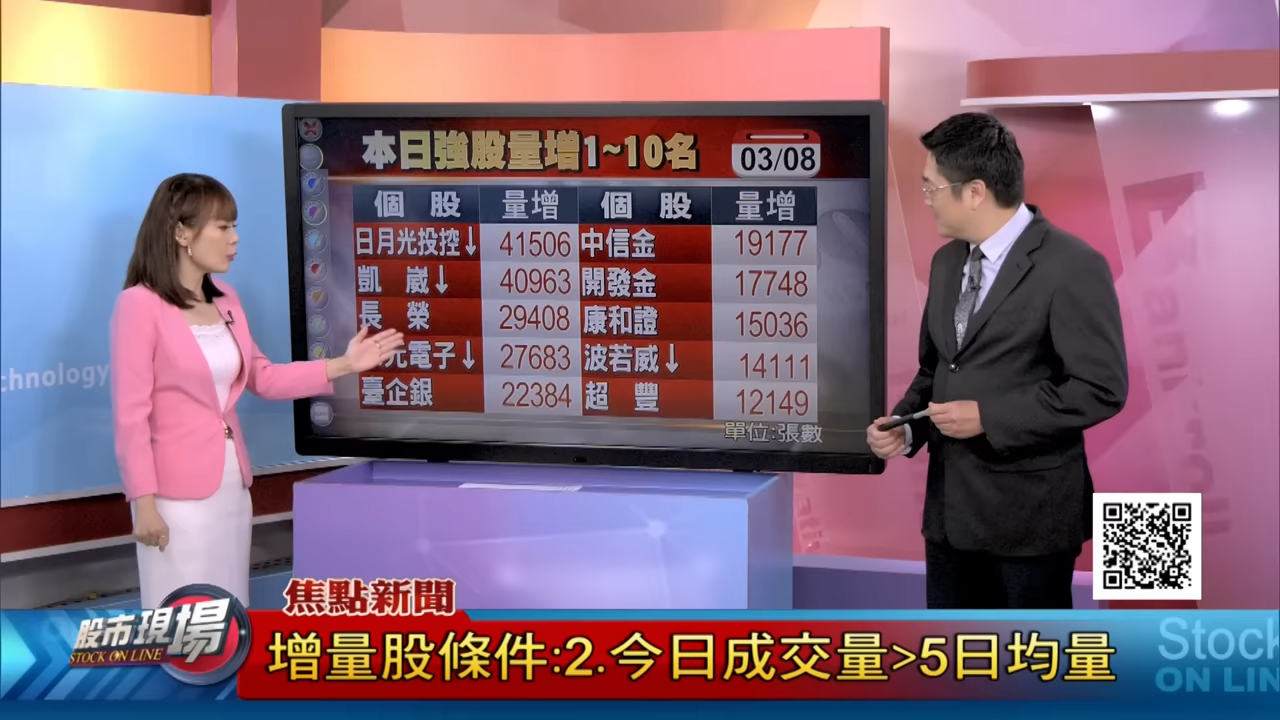 本日強股量增1~10名
03/08
個 股 量增 個 股 量增
日月光投控↓ 41506 中信金 19177
凱 崴↓ 40963 開發金 17748
長 榮 29408 康和證 15036
元電子↓ 27683 波若威↓ 14111
臺企銀 22384 超 豐 12149
單位:張數
chnology
焦點新聞
股市現場
STOCK ON LINE
增量股條件:2.今日成交量>5日均量
Stock
ON LIN